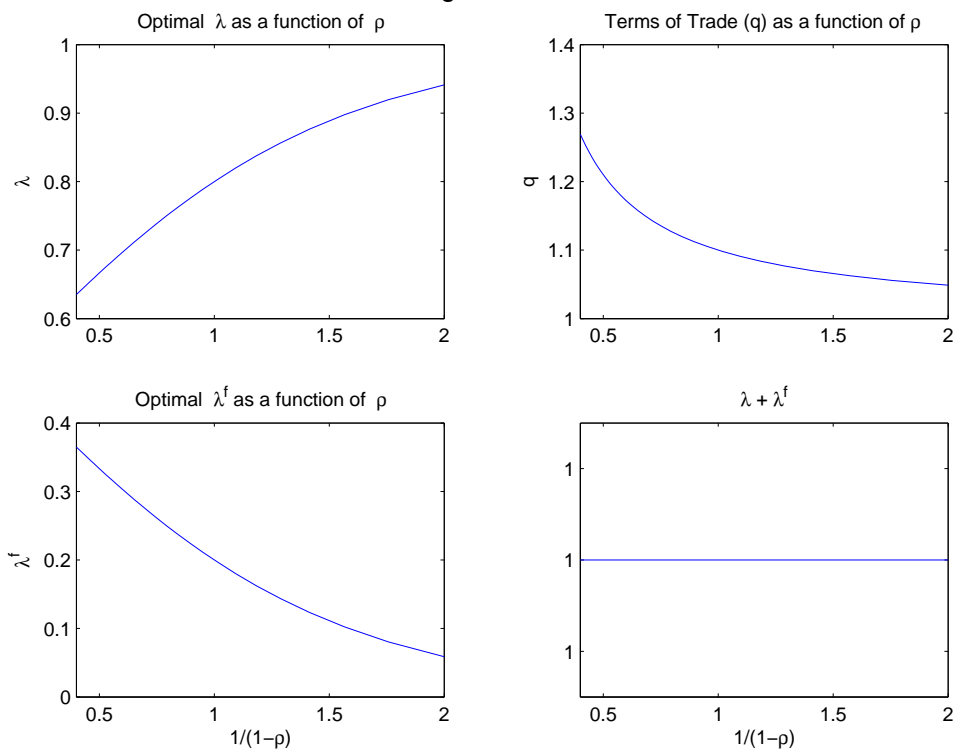 Optimal λ as a function of ρ
1
0.9
0.8
0.7
0.6
λ
0.5 1 1.5 2
Terms of Trade (q) as a function of ρ
1.4
1.3
1.2
1.1
1
q
0.5 1 1.5 2
Optimal λ^f as a function of ρ
0.4
0.3
0.2
0.1
0
λ^f
0.5 1 1.5 2
1/(1−ρ)
λ + λ^f
1
1
1
0.5 1 1.5 2
1/(1−ρ)